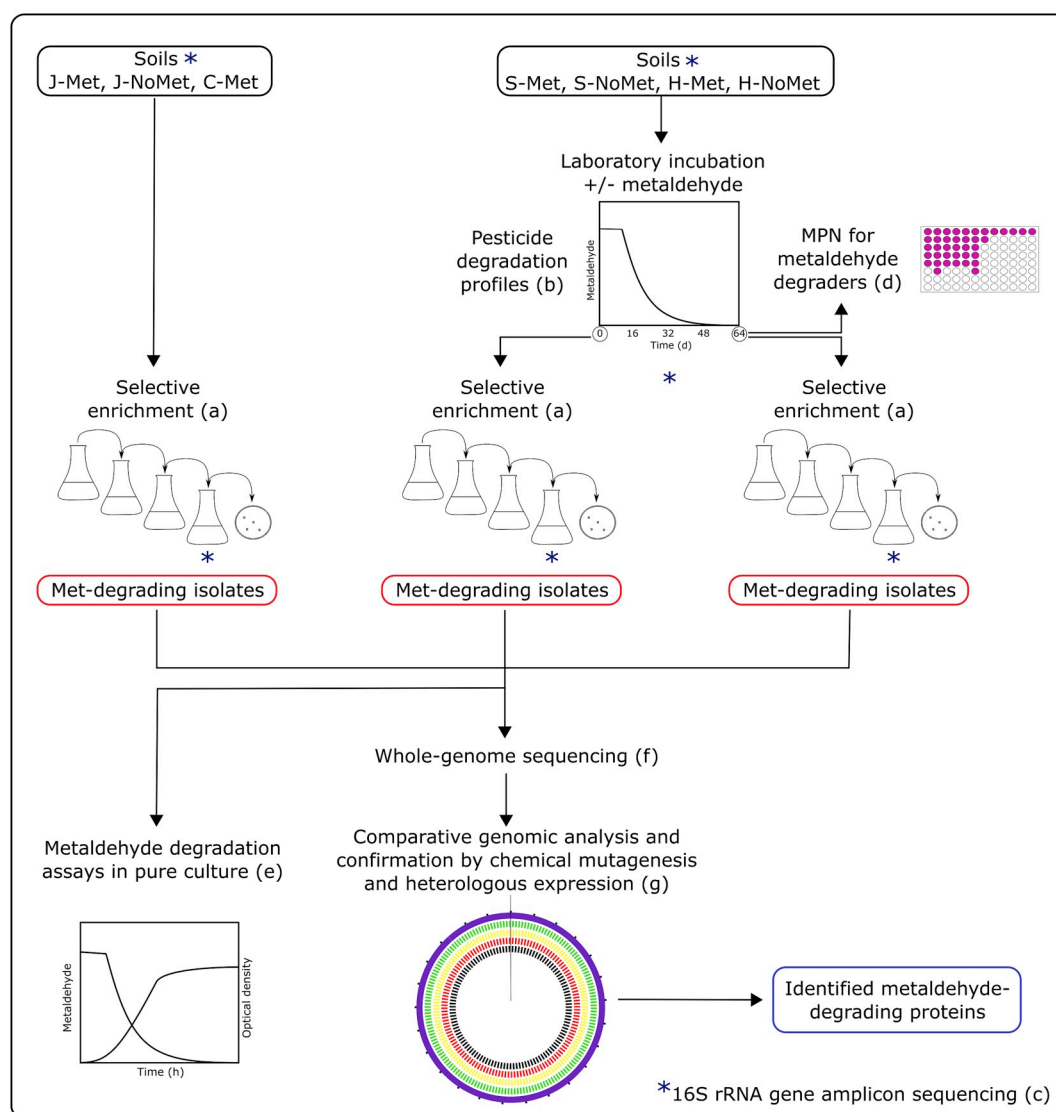 Soils *
J-Met, J-NoMet, C-Met
Soils *
S-Met, S-NoMet, H-Met, H-NoMet
Laboratory incubation
+/- metaldehyde
Pesticide
degradation
profiles (b)
Metaldehyde
0 16 32 48 64
Time (d)
*
MPN for
metaldehyde
degraders (d)
Selective
enrichment (a)
*
Selective
enrichment (a)
*
Selective
enrichment (a)
*
Met-degrading isolates
Met-degrading isolates
Met-degrading isolates
Whole-genome sequencing (f)
Metaldehyde degradation
assays in pure culture (e)
Metaldehyde
Optical density
Time (h)
Comparative genomic analysis and
confirmation by chemical mutagenesis
and heterologous expression (g)
Identified metaldehyde-
degrading proteins
*16S rRNA gene amplicon sequencing (c)